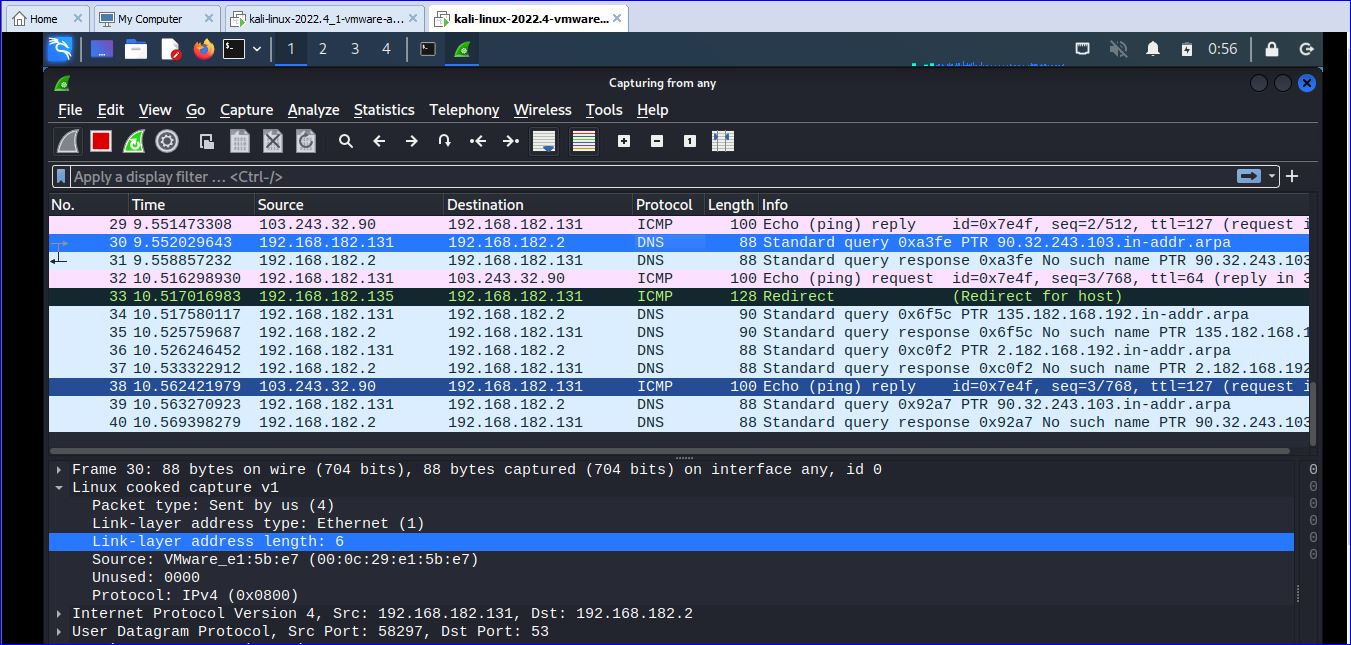 Home
My Computer
kali-linux-2022.4_1-vmware-a...
kali-linux-2022.4-vmware...
1 2 3 4
0:56
Capturing from any
File Edit View Go Capture Analyze Statistics Telephony Wireless Tools Help
Apply a display filter ... <Ctrl-/>
No. Time Source Destination Protocol Length Info
29 9.551473308 103.243.32.90 192.168.182.131 ICMP 100 Echo (ping) reply id=0x7e4f, seq=2/512, ttl=127 (request i
30 9.552029643 192.168.182.131 192.168.182.2 DNS 88 Standard query 0xa3fe PTR 90.32.243.103.in-addr.arpa
31 9.558857232 192.168.182.2 192.168.182.131 DNS 88 Standard query response 0xa3fe No such name PTR 90.32.243.103
32 10.516298930 192.168.182.131 103.243.32.90 ICMP 100 Echo (ping) request id=0x7e4f, seq=3/768, ttl=64 (reply in 3
33 10.517016983 192.168.182.135 192.168.182.131 ICMP 128 Redirect (Redirect for host)
34 10.517580117 192.168.182.131 192.168.182.2 DNS 90 Standard query 0x6f5c PTR 135.182.168.192.in-addr.arpa
35 10.525759687 192.168.182.2 192.168.182.131 DNS 90 Standard query response 0x6f5c No such name PTR 135.182.168.1
36 10.526246452 192.168.182.131 192.168.182.2 DNS 88 Standard query 0xc0f2 PTR 2.182.168.192.in-addr.arpa
37 10.533322912 192.168.182.2 192.168.182.131 DNS 88 Standard query response 0xc0f2 No such name PTR 2.182.168.192
38 10.562421979 103.243.32.90 192.168.182.131 ICMP 100 Echo (ping) reply id=0x7e4f, seq=3/768, ttl=127 (request i
39 10.563270923 192.168.182.131 192.168.182.2 DNS 88 Standard query 0x92a7 PTR 90.32.243.103.in-addr.arpa
40 10.569398279 192.168.182.2 192.168.182.131 DNS 88 Standard query response 0x92a7 No such name PTR 90.32.243.103
Frame 30: 88 bytes on wire (704 bits), 88 bytes captured (704 bits) on interface any, id 0
Linux cooked capture v1
Packet type: Sent by us (4)
Link-layer address type: Ethernet (1)
Link-layer address length: 6
Source: VMware_e1:5b:e7 (00:0c:29:e1:5b:e7)
Unused: 0000
Protocol: IPv4 (0x0800)
Internet Protocol Version 4, Src: 192.168.182.131, Dst: 192.168.182.2
User Datagram Protocol, Src Port: 58297, Dst Port: 53
0
0
0
0
0
0